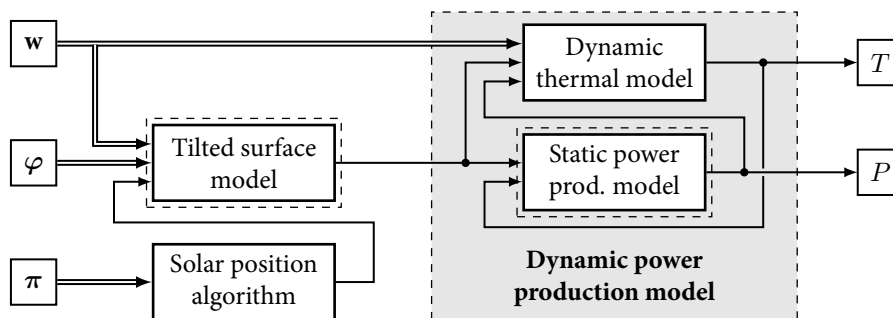 w
Dynamic
thermal model
T
φ
Tilted surface
model
Static power
prod. model
P
π
Solar position
algorithm
Dynamic power
production model